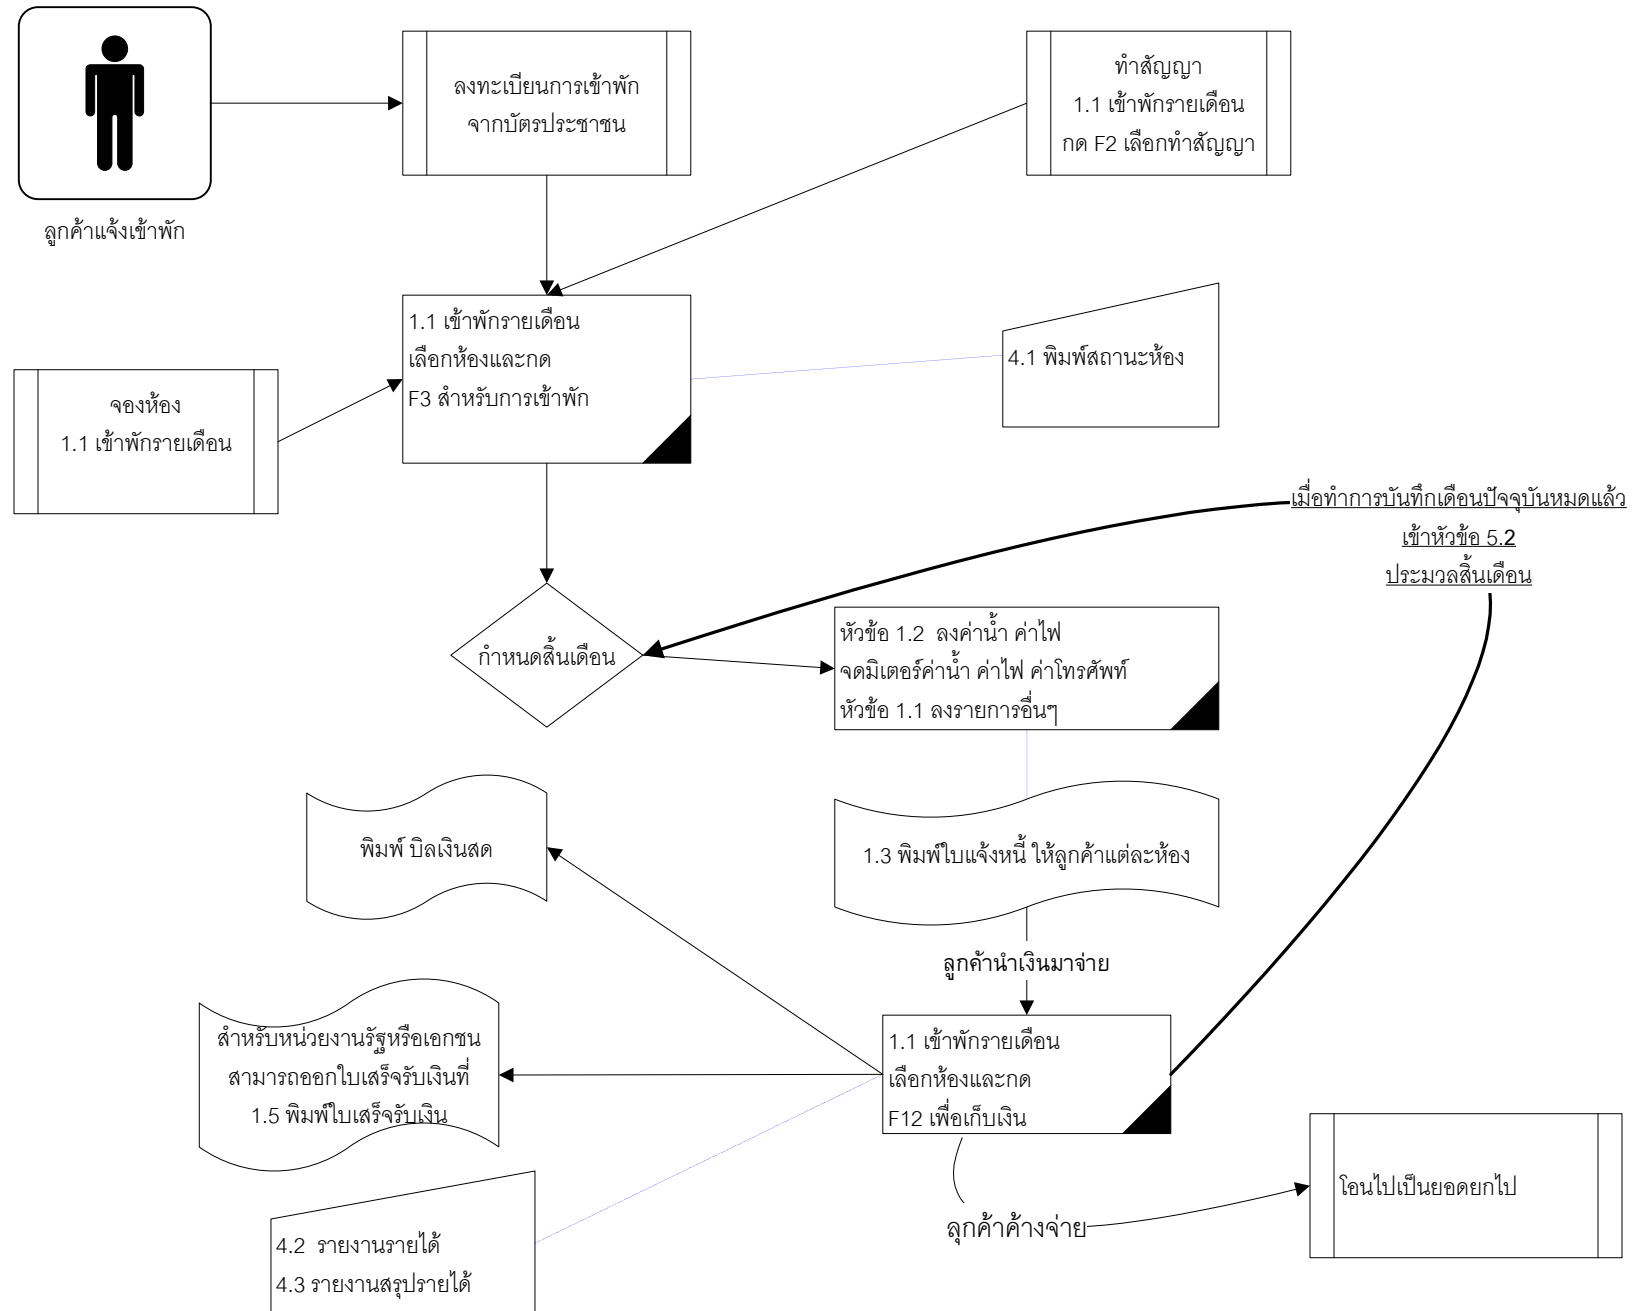 ลงทะเบียนการเข้าพัก
จากบัตรประชาชน
ทำสัญญา
1.1 เข้าพักรายเดือน
กด F2 เลือกทำสัญญา
ลูกค้าแจ้งเข้าพัก
1.1 เข้าพักรายเดือน
เลือกห้องและกด
F3 สำหรับการเข้าพัก
4.1 พิมพ์สถานะห้อง
จองห้อง
1.1 เข้าพักรายเดือน
เมื่อทำการบันทึกเดือนปัจจุบันหมดแล้ว
เข้าหัวข้อ 5.2
ประมวลสิ้นเดือน
กำหนดสิ้นเดือน
หัวข้อ 1.2 ลงค่าน้ำ ค่าไฟ
จดมิเตอร์ค่าน้ำ ค่าไฟ ค่าโทรศัพท์
หัวข้อ 1.1 ลงรายการอื่นๆ
พิมพ์ บิลเงินสด
1.3 พิมพ์ใบแจ้งหนี้ ให้ลูกค้าแต่ละห้อง
ลูกค้านำเงินมาจ่าย
สำหรับหน่วยงานรัฐหรือเอกชน
สามารถออกใบเสร็จรับเงินที่
1.5 พิมพ์ใบเสร็จรับเงิน
1.1 เข้าพักรายเดือน
เลือกห้องและกด
F12 เพื่อเก็บเงิน
โอนไปเป็นยอดยกไป
ลุกค้าค้างจ่าย
4.2 รายงานรายได้
4.3 รายงานสรุปรายได้